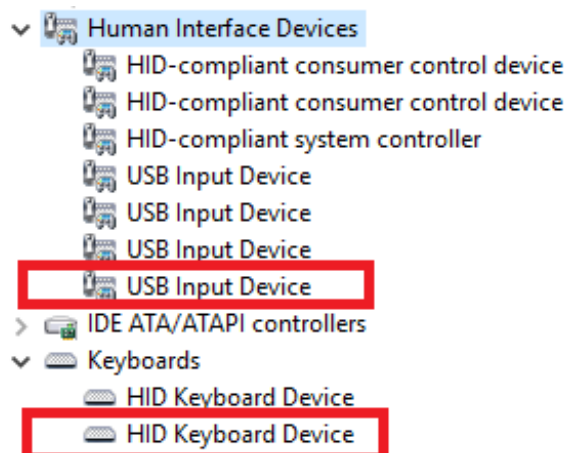 Human Interface Devices
HID-compliant consumer control device
HID-compliant consumer control device
HID-compliant system controller
USB Input Device
USB Input Device
USB Input Device
USB Input Device
IDE ATA/ATAPI controllers
Keyboards
HID Keyboard Device
HID Keyboard Device